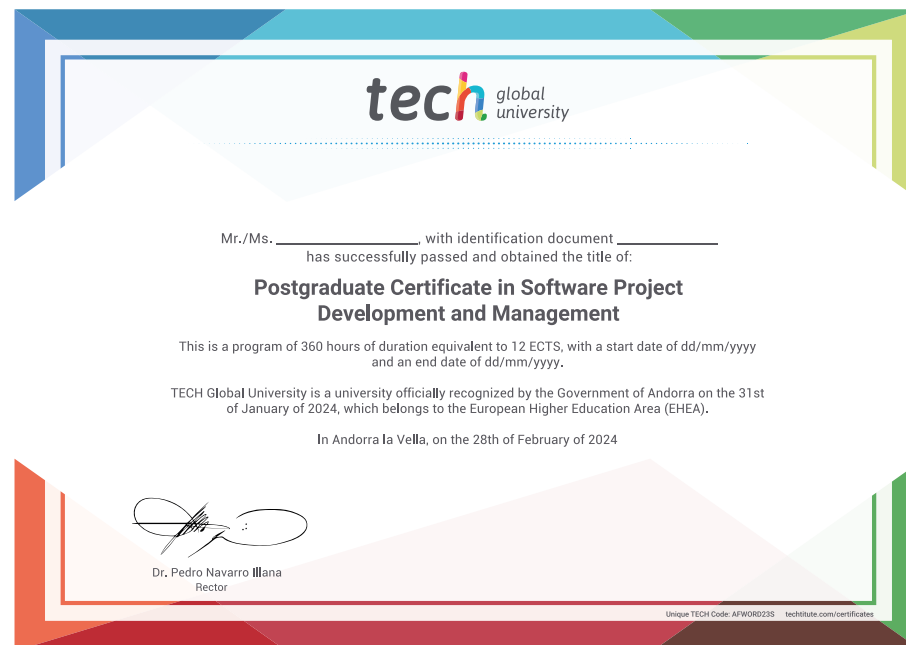 tech global university
Mr./Ms. ____________________, with identification document ______________
has successfully passed and obtained the title of:
Postgraduate Certificate in Software Project
Development and Management
This is a program of 360 hours of duration equivalent to 12 ECTS, with a start date of dd/mm/yyyy
and an end date of dd/mm/yyyy.
TECH Global University is a university officially recognized by the Government of Andorra on the 31st
of January of 2024, which belongs to the European Higher Education Area (EHEA).
In Andorra la Vella, on the 28th of February of 2024
Dr. Pedro Navarro Illana
Rector
Unique TECH Code: AFWORD23S techtitute.com/certificates